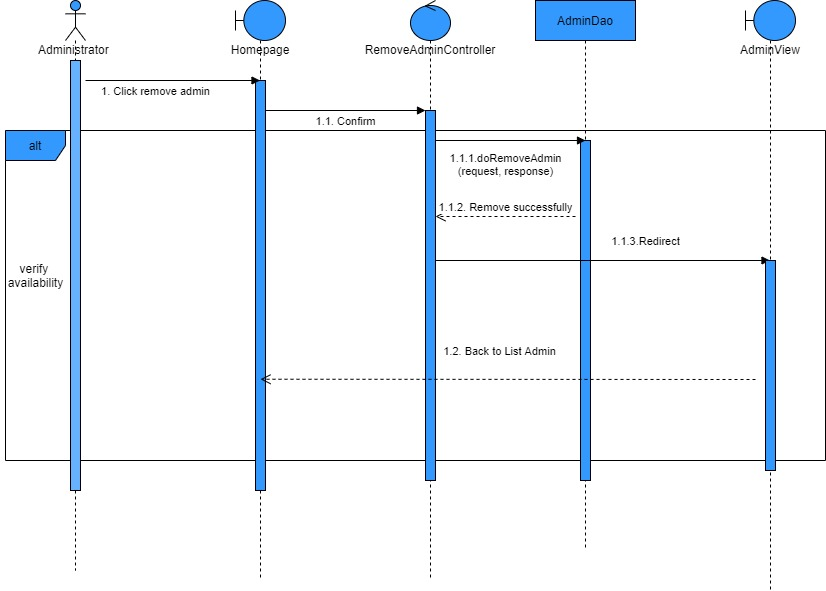 Administrator
Homepage
RemoveAdminController
AdminDao
AdminView
1. Click remove admin
1.1. Confirm
alt
1.1.1.doRemoveAdmin
(request, response)
1.1.2. Remove successfully
1.1.3.Redirect
verify
availability
1.2. Back to List Admin